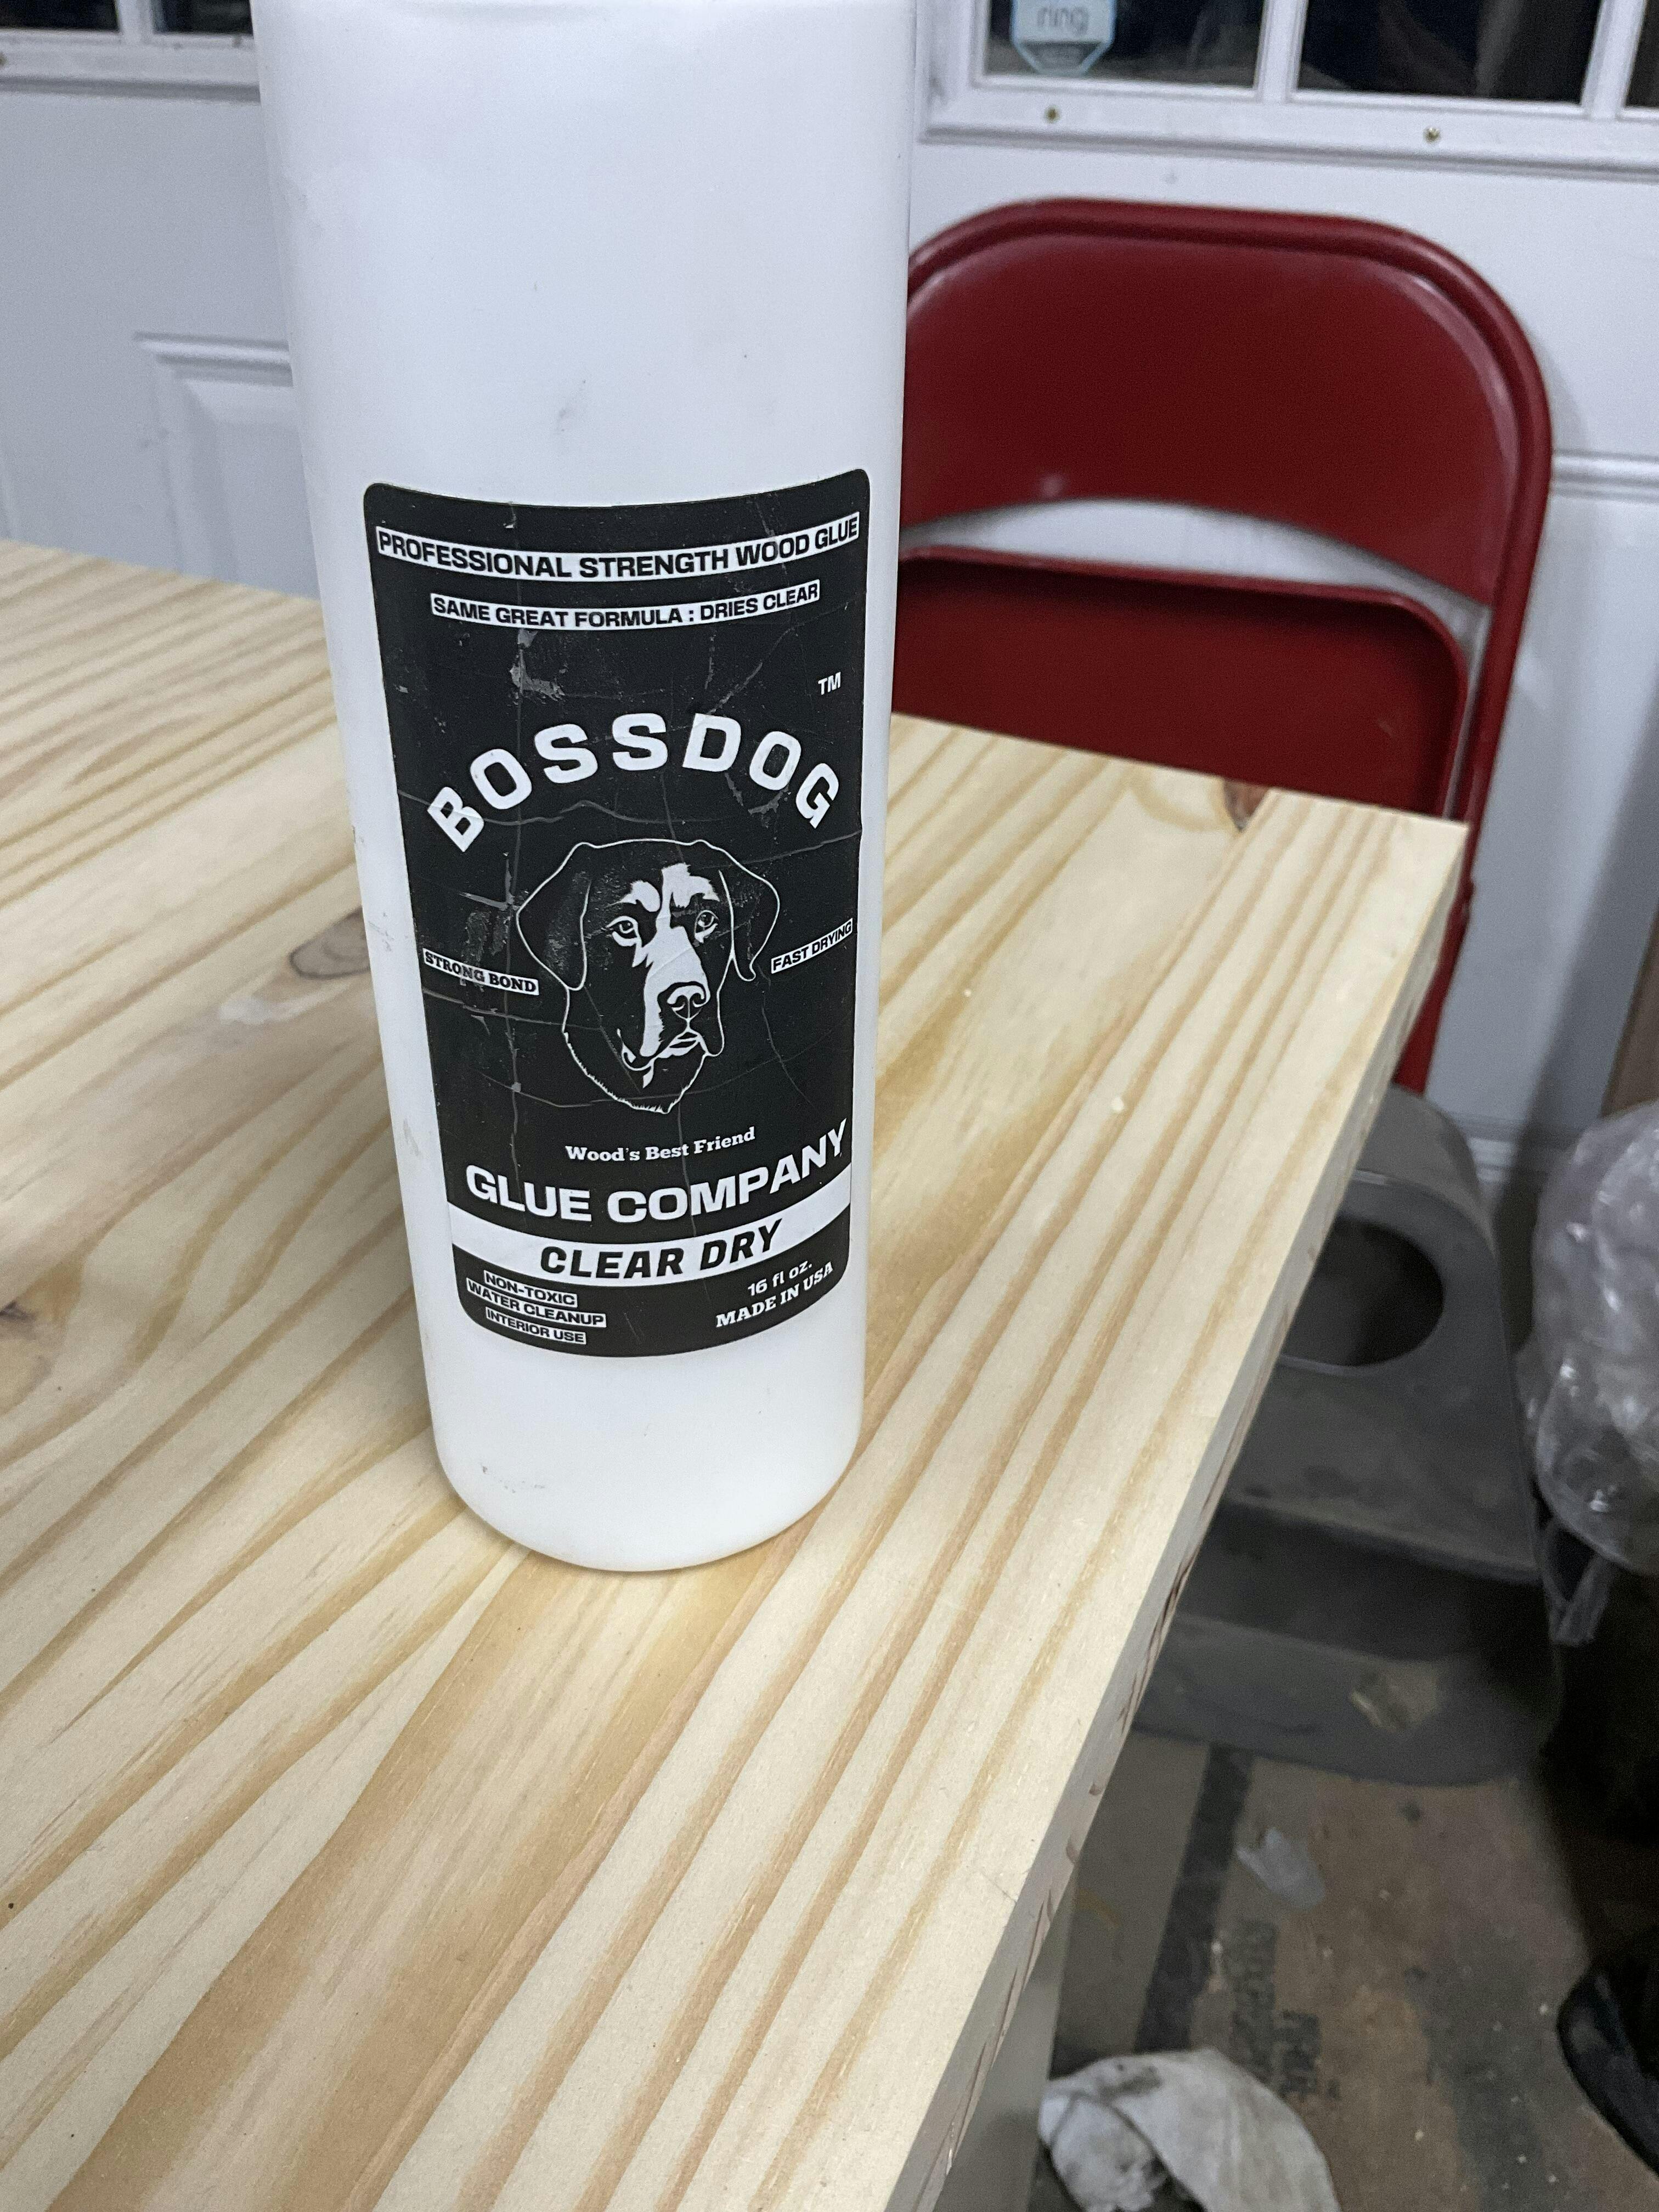 ring
PROFESSIONAL STRENGTH WOOD GLUE
SAME GREAT FORMULA : DRIES CLEAR
TM
BOSSDOG
STRONG BOND
FAST DRYING
Wood's Best Friend
GLUE COMPANY
CLEAR DRY
NON-TOXIC
WATER CLEANUP
INTERIOR USE
16 fl oz.
MADE IN USA